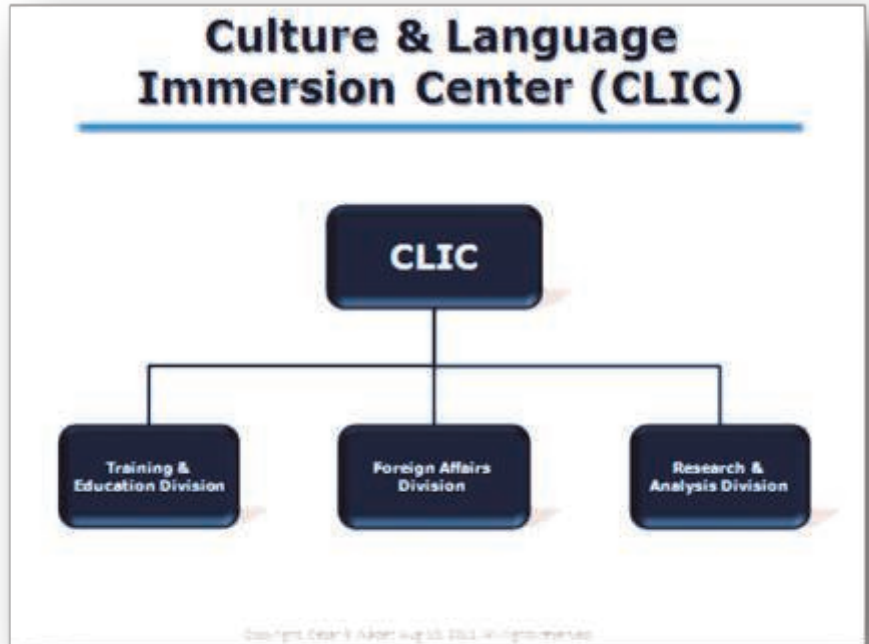 Culture & Language
Immersion Center (CLIC)
CLIC
Training &
Education Division
Foreign Affairs
Division
Research &
Analysis Division